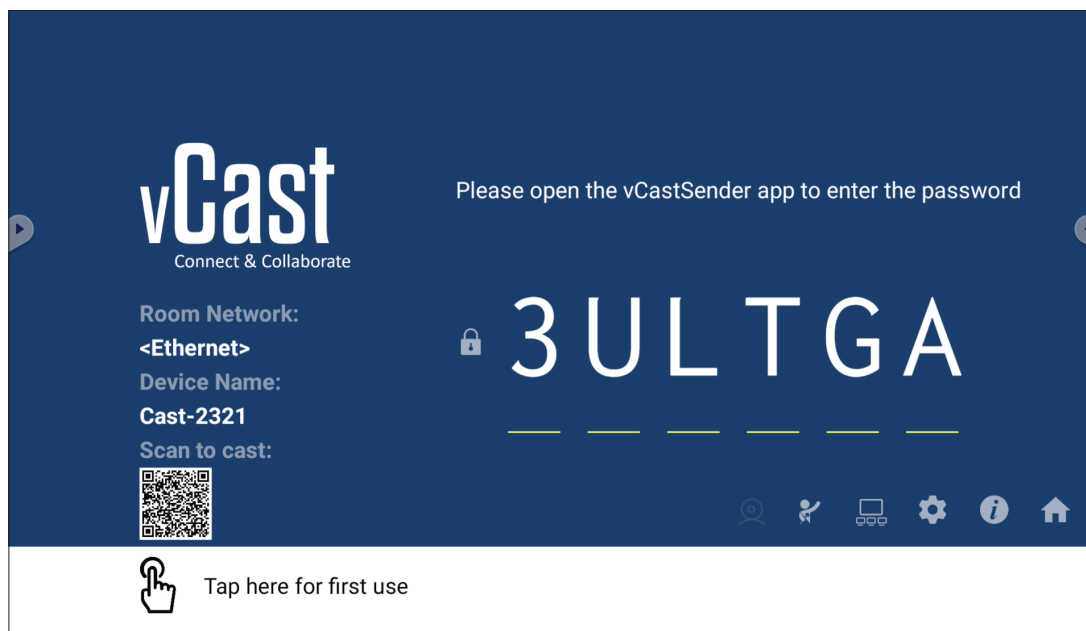 vCast
Connect & Collaborate
Please open the vCastSender app to enter the password
Room Network:
<Ethernet>
Device Name:
Cast-2321
Scan to cast:
3ULTGA
Tap here for first use